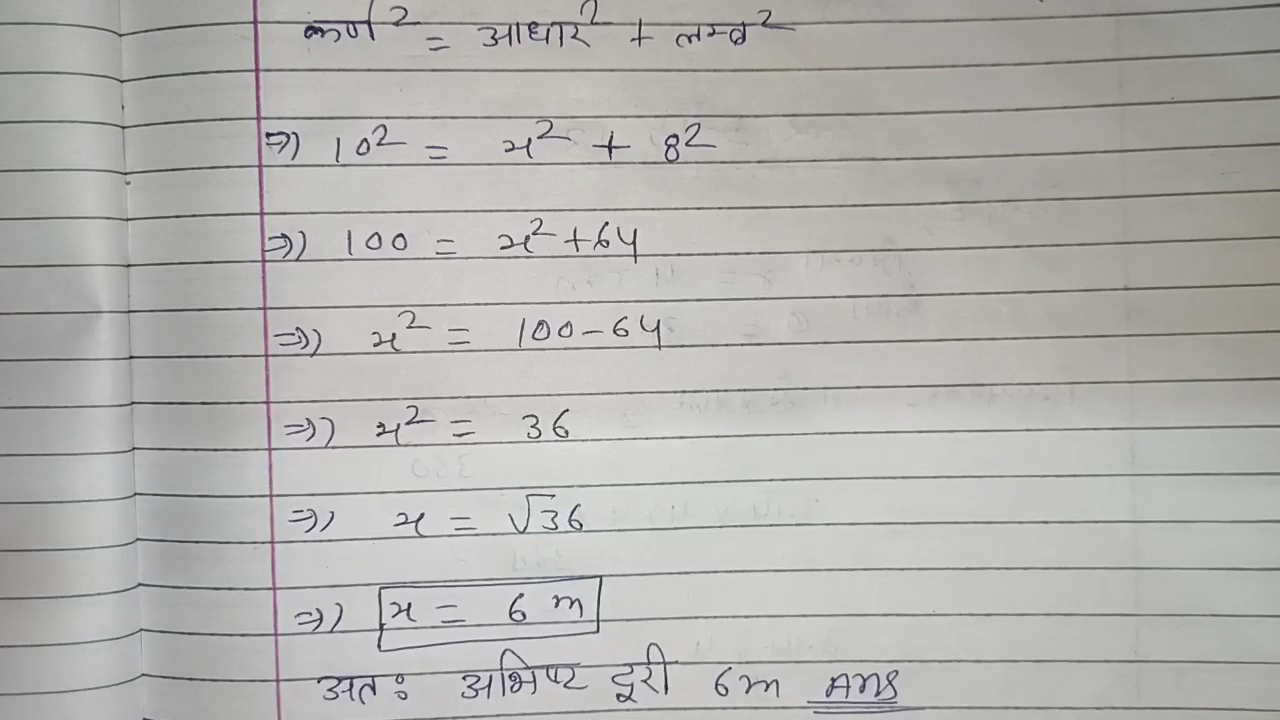 कर्ण² = आधार² + लम्ब²
⇒) 10² = x² + 8²
⇒) 100 = x² + 64
⇒) x² = 100 - 64
⇒) x² = 36
⇒) x = √36
⇒) x = 6 m
अतः अभिष्ट दूरी 6m Ans